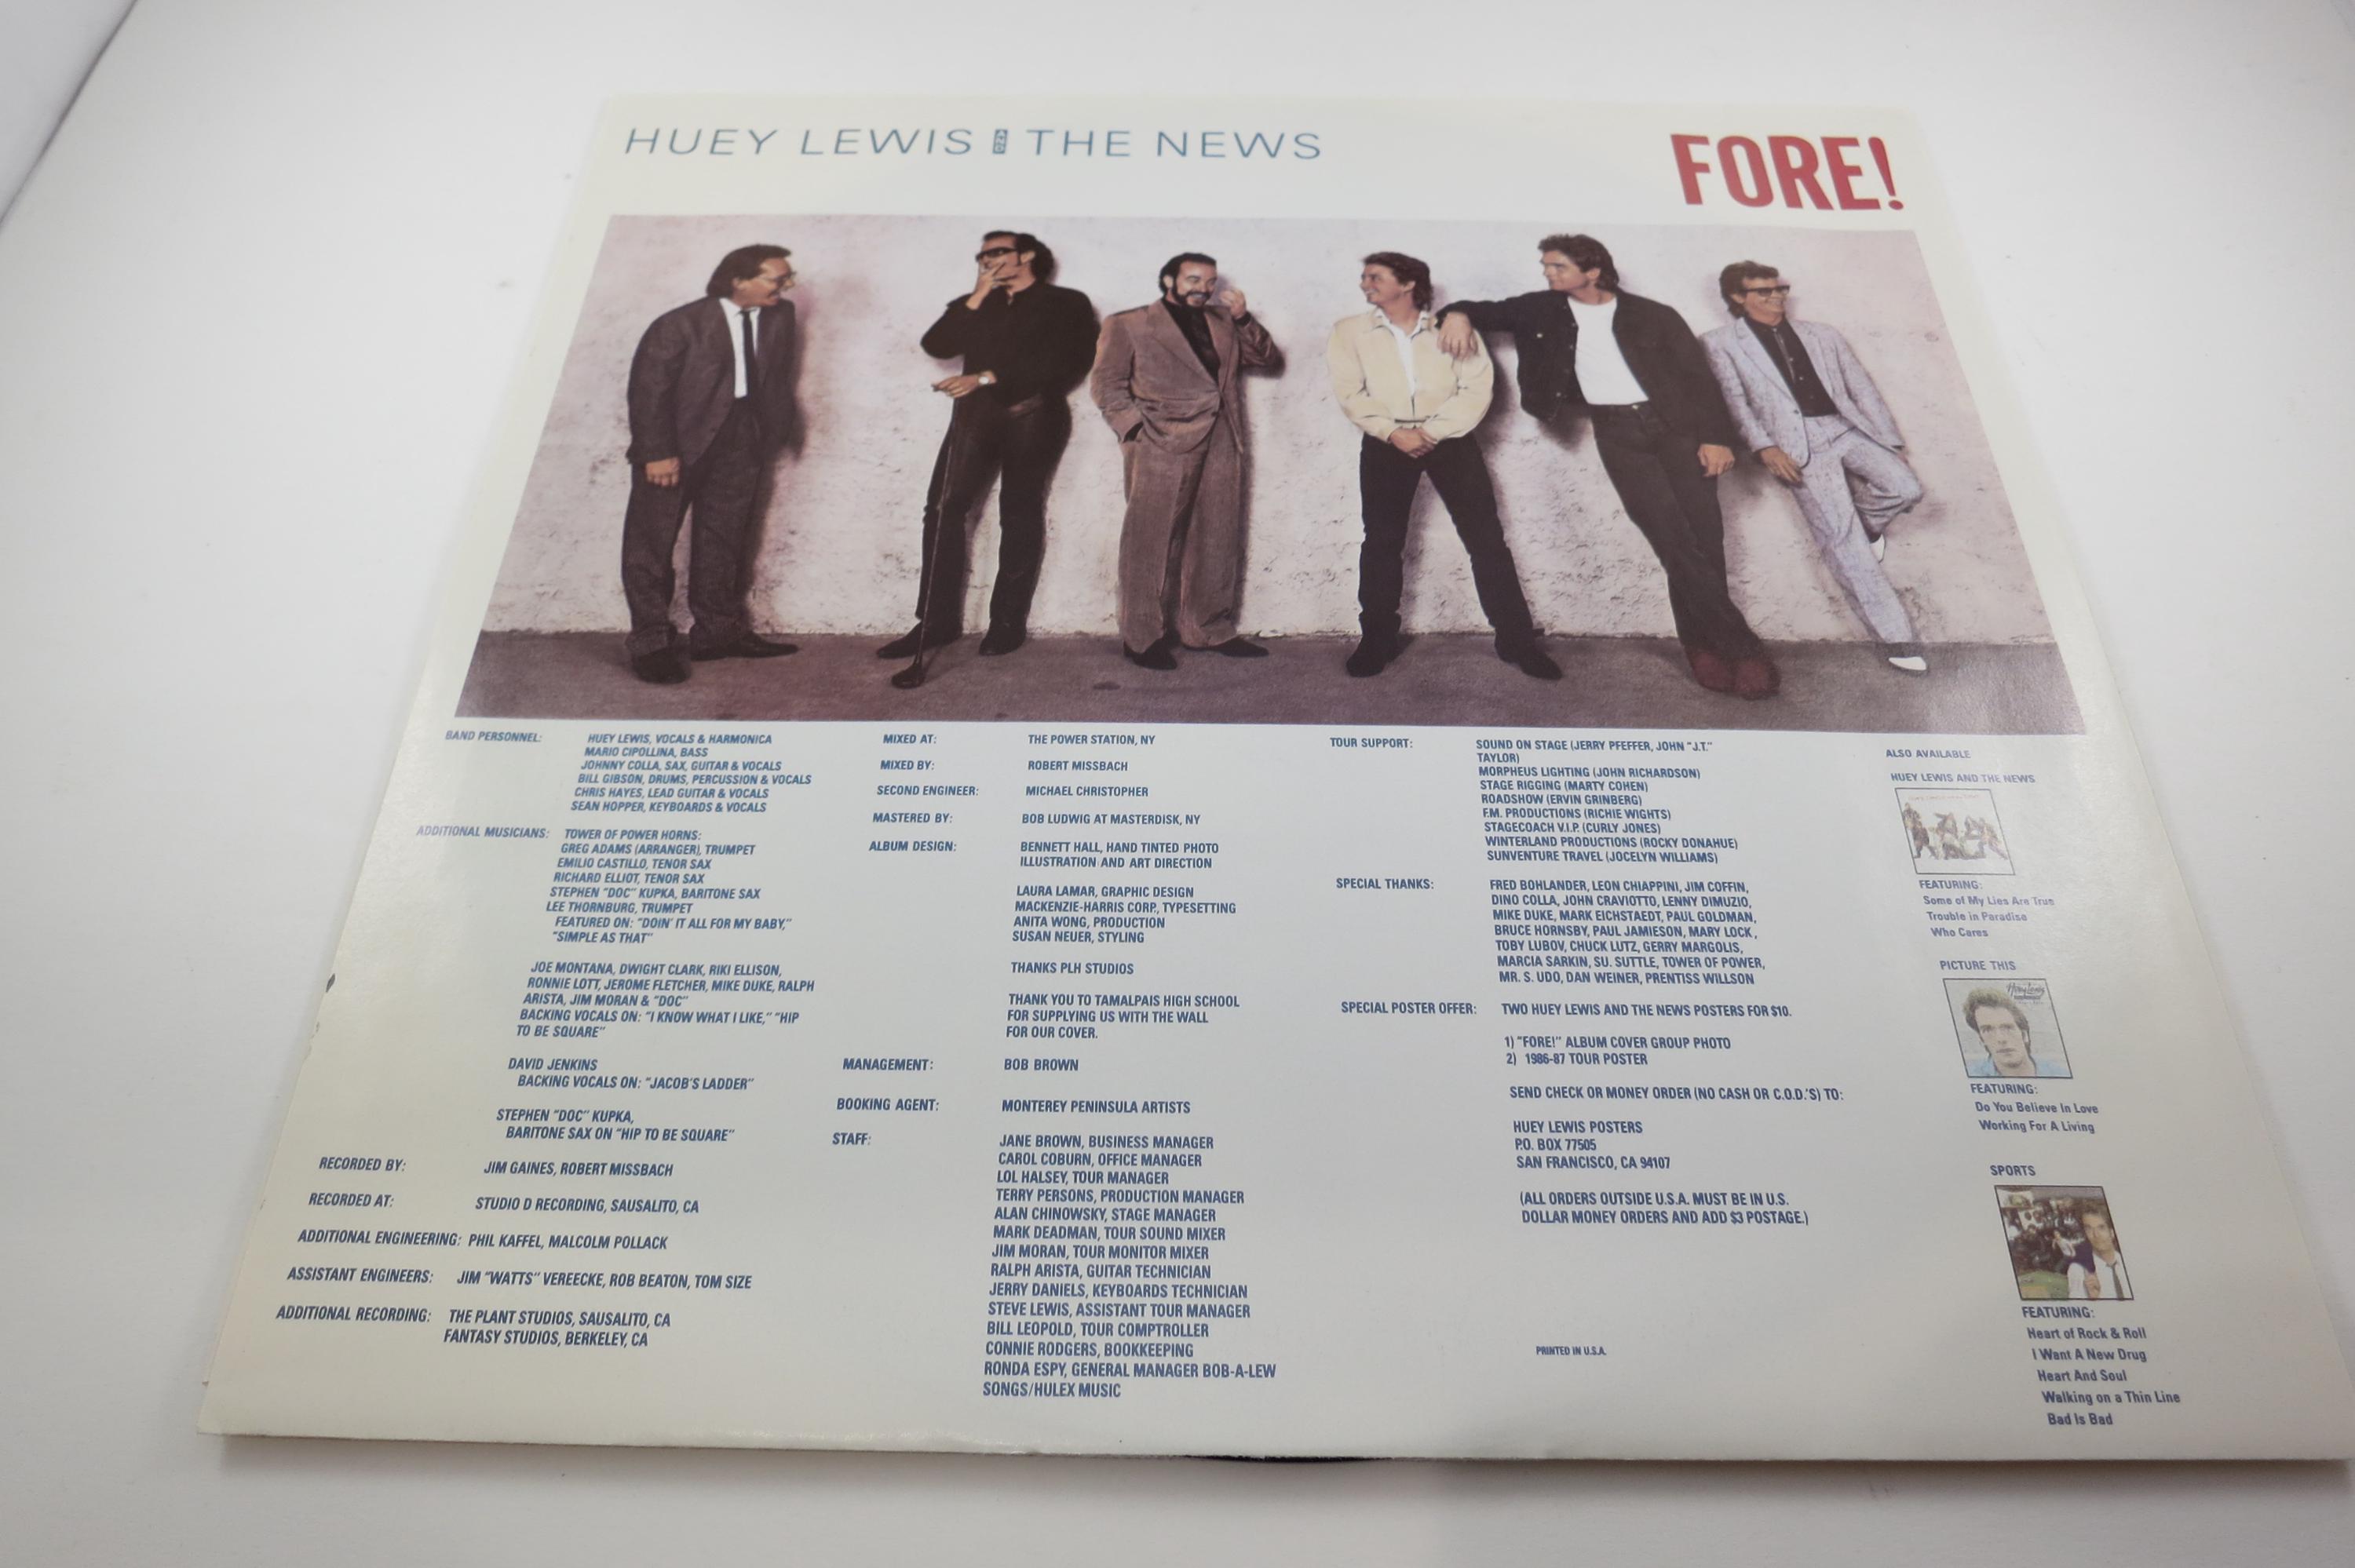 HUEY LEWIS AND THE NEWS
FORE!
BAND PERSONNEL: HUEY LEWIS, VOCALS & HARMONICA
MARIO CIPOLLINA, BASS
JOHNNY COLLA, SAX, GUITAR & VOCALS
BILL GIBSON, DRUMS, PERCUSSION & VOCALS
CHRIS HAYES, LEAD GUITAR & VOCALS
SEAN HOPPER, KEYBOARDS & VOCALS
ADDITIONAL MUSICIANS: TOWER OF POWER HORNS:
GREG ADAMS (ARRANGER), TRUMPET
EMILIO CASTILLO, TENOR SAX
RICHARD ELLIOT, TENOR SAX
STEPHEN "DOC" KUPKA, BARITONE SAX
LEE THORNBURG, TRUMPET
FEATURED ON: "DOIN' IT ALL FOR MY BABY,"
"SIMPLE AS THAT"
JOE MONTANA, DWIGHT CLARK, RIKI ELLISON,
RONNIE LOTT, JEROME FLETCHER, MIKE DUKE, RALPH
ARISTA, JIM MORAN & "DOC"
BACKING VOCALS ON: "I KNOW WHAT I LIKE," "HIP
TO BE SQUARE"
DAVID JENKINS
BACKING VOCALS ON: "JACOB'S LADDER"
STEPHEN "DOC" KUPKA,
BARITONE SAX ON "HIP TO BE SQUARE"
RECORDED BY: JIM GAINES, ROBERT MISSBACH
RECORDED AT: STUDIO D RECORDING, SAUSALITO, CA
ADDITIONAL ENGINEERING: PHIL KAFFEL, MALCOLM POLLACK
ASSISTANT ENGINEERS: JIM "WATTS" VEREECKE, ROB BEATON, TOM SIZE
ADDITIONAL RECORDING: THE PLANT STUDIOS, SAUSALITO, CA
FANTASY STUDIOS, BERKELEY, CA
MIXED AT: THE POWER STATION, NY
MIXED BY: ROBERT MISSBACH
SECOND ENGINEER: MICHAEL CHRISTOPHER
MASTERED BY: BOB LUDWIG AT MASTERDISK, NY
ALBUM DESIGN: BENNETT HALL, HAND TINTED PHOTO
ILLUSTRATION AND ART DIRECTION
LAURA LAMAR, GRAPHIC DESIGN
MACKENZIE-HARRIS CORP., TYPESETTING
ANITA WONG, PRODUCTION
SUSAN NEUER, STYLING
THANKS PLH STUDIOS
THANK YOU TO TAMALPAIS HIGH SCHOOL
FOR SUPPLYING US WITH THE WALL
FOR OUR COVER.
MANAGEMENT: BOB BROWN
BOOKING AGENT: MONTEREY PENINSULA ARTISTS
STAFF: JANE BROWN, BUSINESS MANAGER
CAROL COBURN, OFFICE MANAGER
LOL HALSEY, TOUR MANAGER
TERRY PERSONS, PRODUCTION MANAGER
ALAN CHINOWSKY, STAGE MANAGER
MARK DEADMAN, TOUR SOUND MIXER
JIM MORAN, TOUR MONITOR MIXER
RALPH ARISTA, GUITAR TECHNICIAN
JERRY DANIELS, KEYBOARDS TECHNICIAN
STEVE LEWIS, ASSISTANT TOUR MANAGER
BILL LEOPOLD, TOUR COMPTROLLER
CONNIE RODGERS, BOOKKEEPING
RONDA ESPY, GENERAL MANAGER BOB-A-LEW
SONGS/HULEX MUSIC
TOUR SUPPORT: SOUND ON STAGE (JERRY PFEFFER, JOHN "J.T."
TAYLOR)
MORPHEUS LIGHTING (JOHN RICHARDSON)
STAGE RIGGING (MARTY COHEN)
ROADSHOW (ERVIN GRINBERG)
F.M. PRODUCTIONS (RICHIE WIGHTS)
STAGECOACH V.I.P. (CURLY JONES)
WINTERLAND PRODUCTIONS (ROCKY DONAHUE)
SUNVENTURE TRAVEL (JOCELYN WILLIAMS)
SPECIAL THANKS: FRED BOHLANDER, LEON CHIAPPINI, JIM COFFIN,
DINO COLLA, JOHN CRAVIOTTO, LENNY DIMUZIO,
MIKE DUKE, MARK EICHSTAEDT, PAUL GOLDMAN,
BRUCE HORNSBY, PAUL JAMIESON, MARY LOCK,
TOBY LUBOV, CHUCK LUTZ, GERRY MARGOLIS,
MARCIA SARKIN, SU. SUTTLE, TOWER OF POWER,
MR. S. UDO, DAN WEINER, PRENTISS WILLSON
SPECIAL POSTER OFFER: TWO HUEY LEWIS AND THE NEWS POSTERS FOR $10.
1) "FORE!" ALBUM COVER GROUP PHOTO
2) 1986-87 TOUR POSTER
SEND CHECK OR MONEY ORDER (NO CASH OR C.O.D.'S) TO:
HUEY LEWIS POSTERS
P.O. BOX 77505
SAN FRANCISCO, CA 94107
(ALL ORDERS OUTSIDE U.S.A. MUST BE IN U.S.
DOLLAR MONEY ORDERS AND ADD $3 POSTAGE.)
PRINTED IN U.S.A.
ALSO AVAILABLE
HUEY LEWIS AND THE NEWS
FEATURING:
Some of My Lies Are True
Trouble in Paradise
Who Cares
PICTURE THIS
Huey Lewis
FEATURING:
Do You Believe In Love
Working For A Living
SPORTS
FEATURING:
Heart of Rock & Roll
I Want A New Drug
Heart And Soul
Walking on a Thin Line
Bad Is Bad